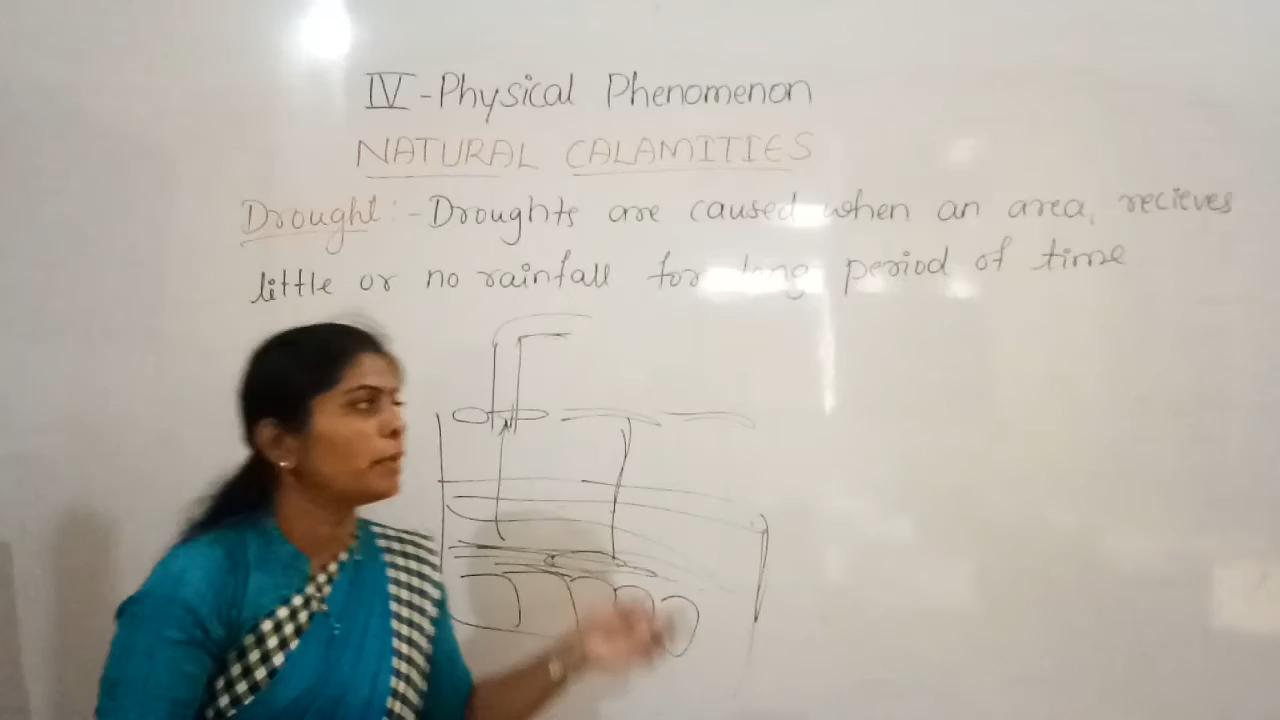 IV - Physical Phenomenon
NATURAL CALAMITIES
Drought :- Droughts are caused when an area, recieves
little or no rainfall for long period of time